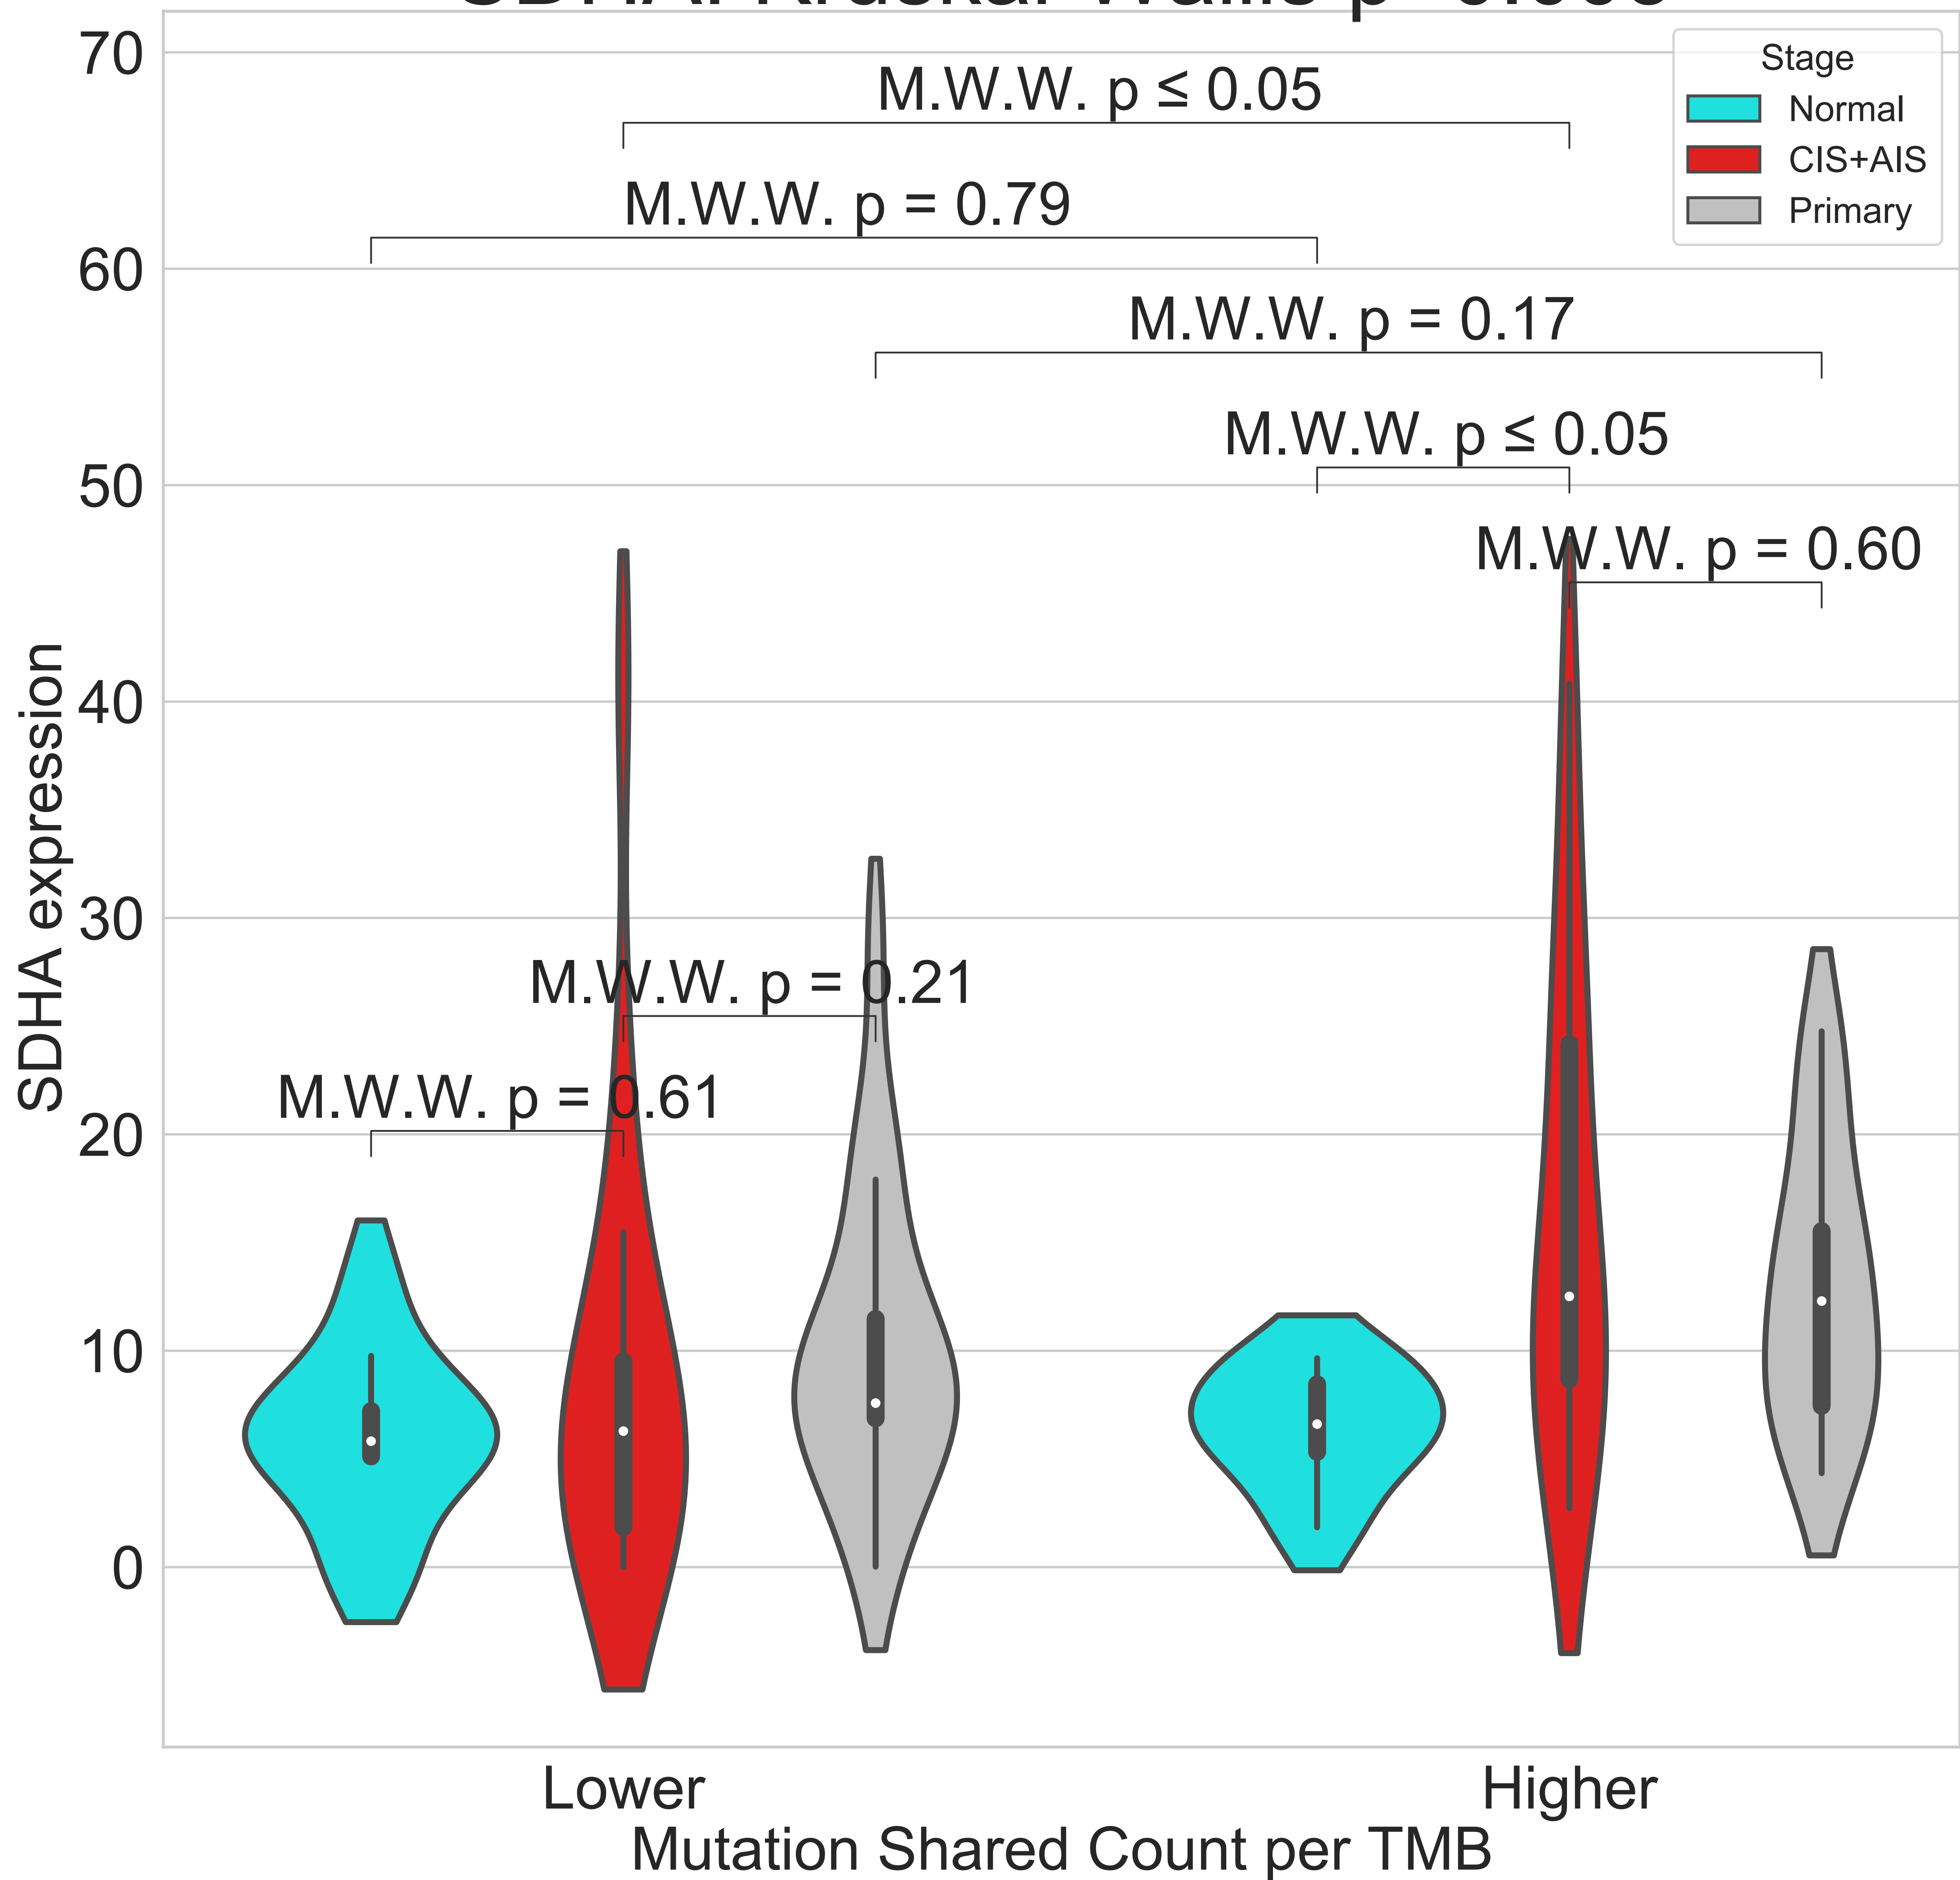 70
M.W.W. p ≤ 0.05
Stage
Normal
CIS+AIS
Primary
M.W.W. p = 0.79
60
M.W.W. p = 0.17
M.W.W. p ≤ 0.05
50
M.W.W. p = 0.60
SDHA expression
40
30
M.W.W. p = 0.21
M.W.W. p = 0.61
20
10
0
Lower
Higher
Mutation Shared Count per TMB